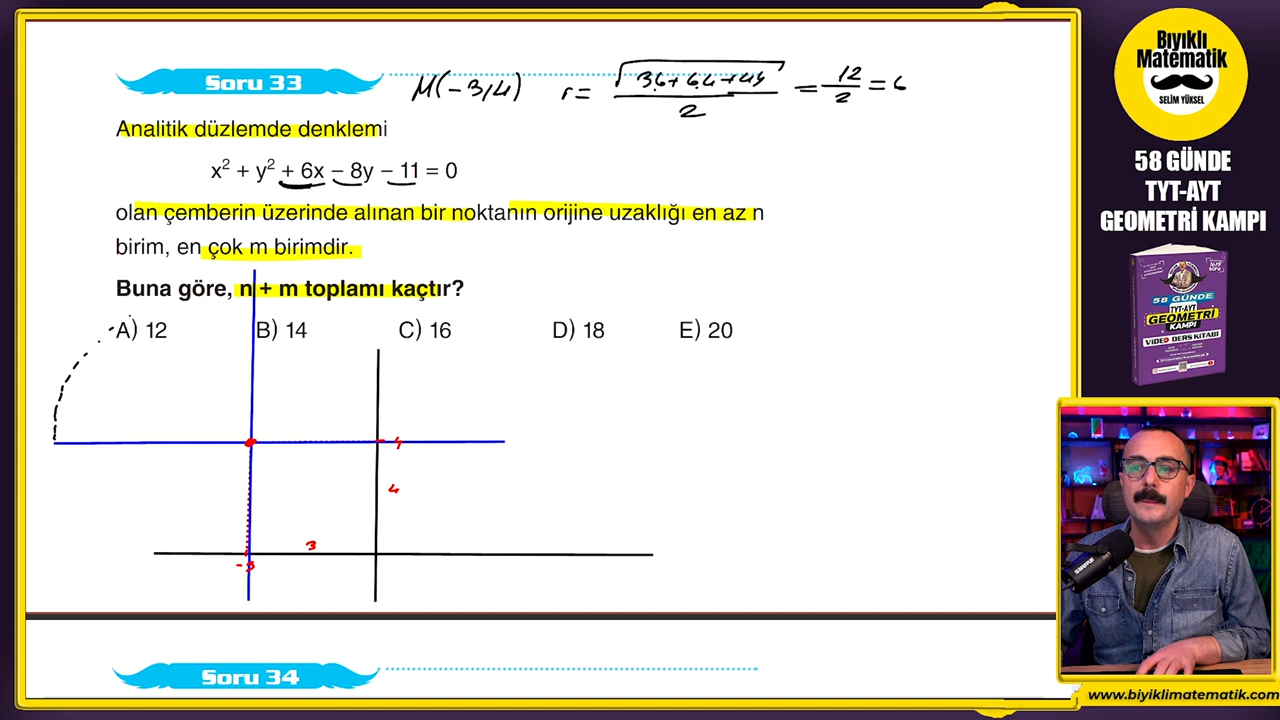 Soru 33
M(-3,4) r = √36+64+44 / 2 = 12/2 = 6
Analitik düzlemde denklemi
x² + y² + 6x − 8y − 11 = 0
olan çemberin üzerinde alınan bir noktanın orijine uzaklığı en az n
birim, en çok m birimdir.
Buna göre, n + m toplamı kaçtır?
A) 12 B) 14 C) 16 D) 18 E) 20
4
4
3
-3
Soru 34
Bıyıklı
Matematik
SELİM YÜKSEL
58 GÜNDE
TYT-AYT
GEOMETRİ KAMPI
58 GÜNDE
TYT-AYT
GEOMETRİ
KAMPI
VİDEO DERS KİTABI
www.biyiklimatematik.com